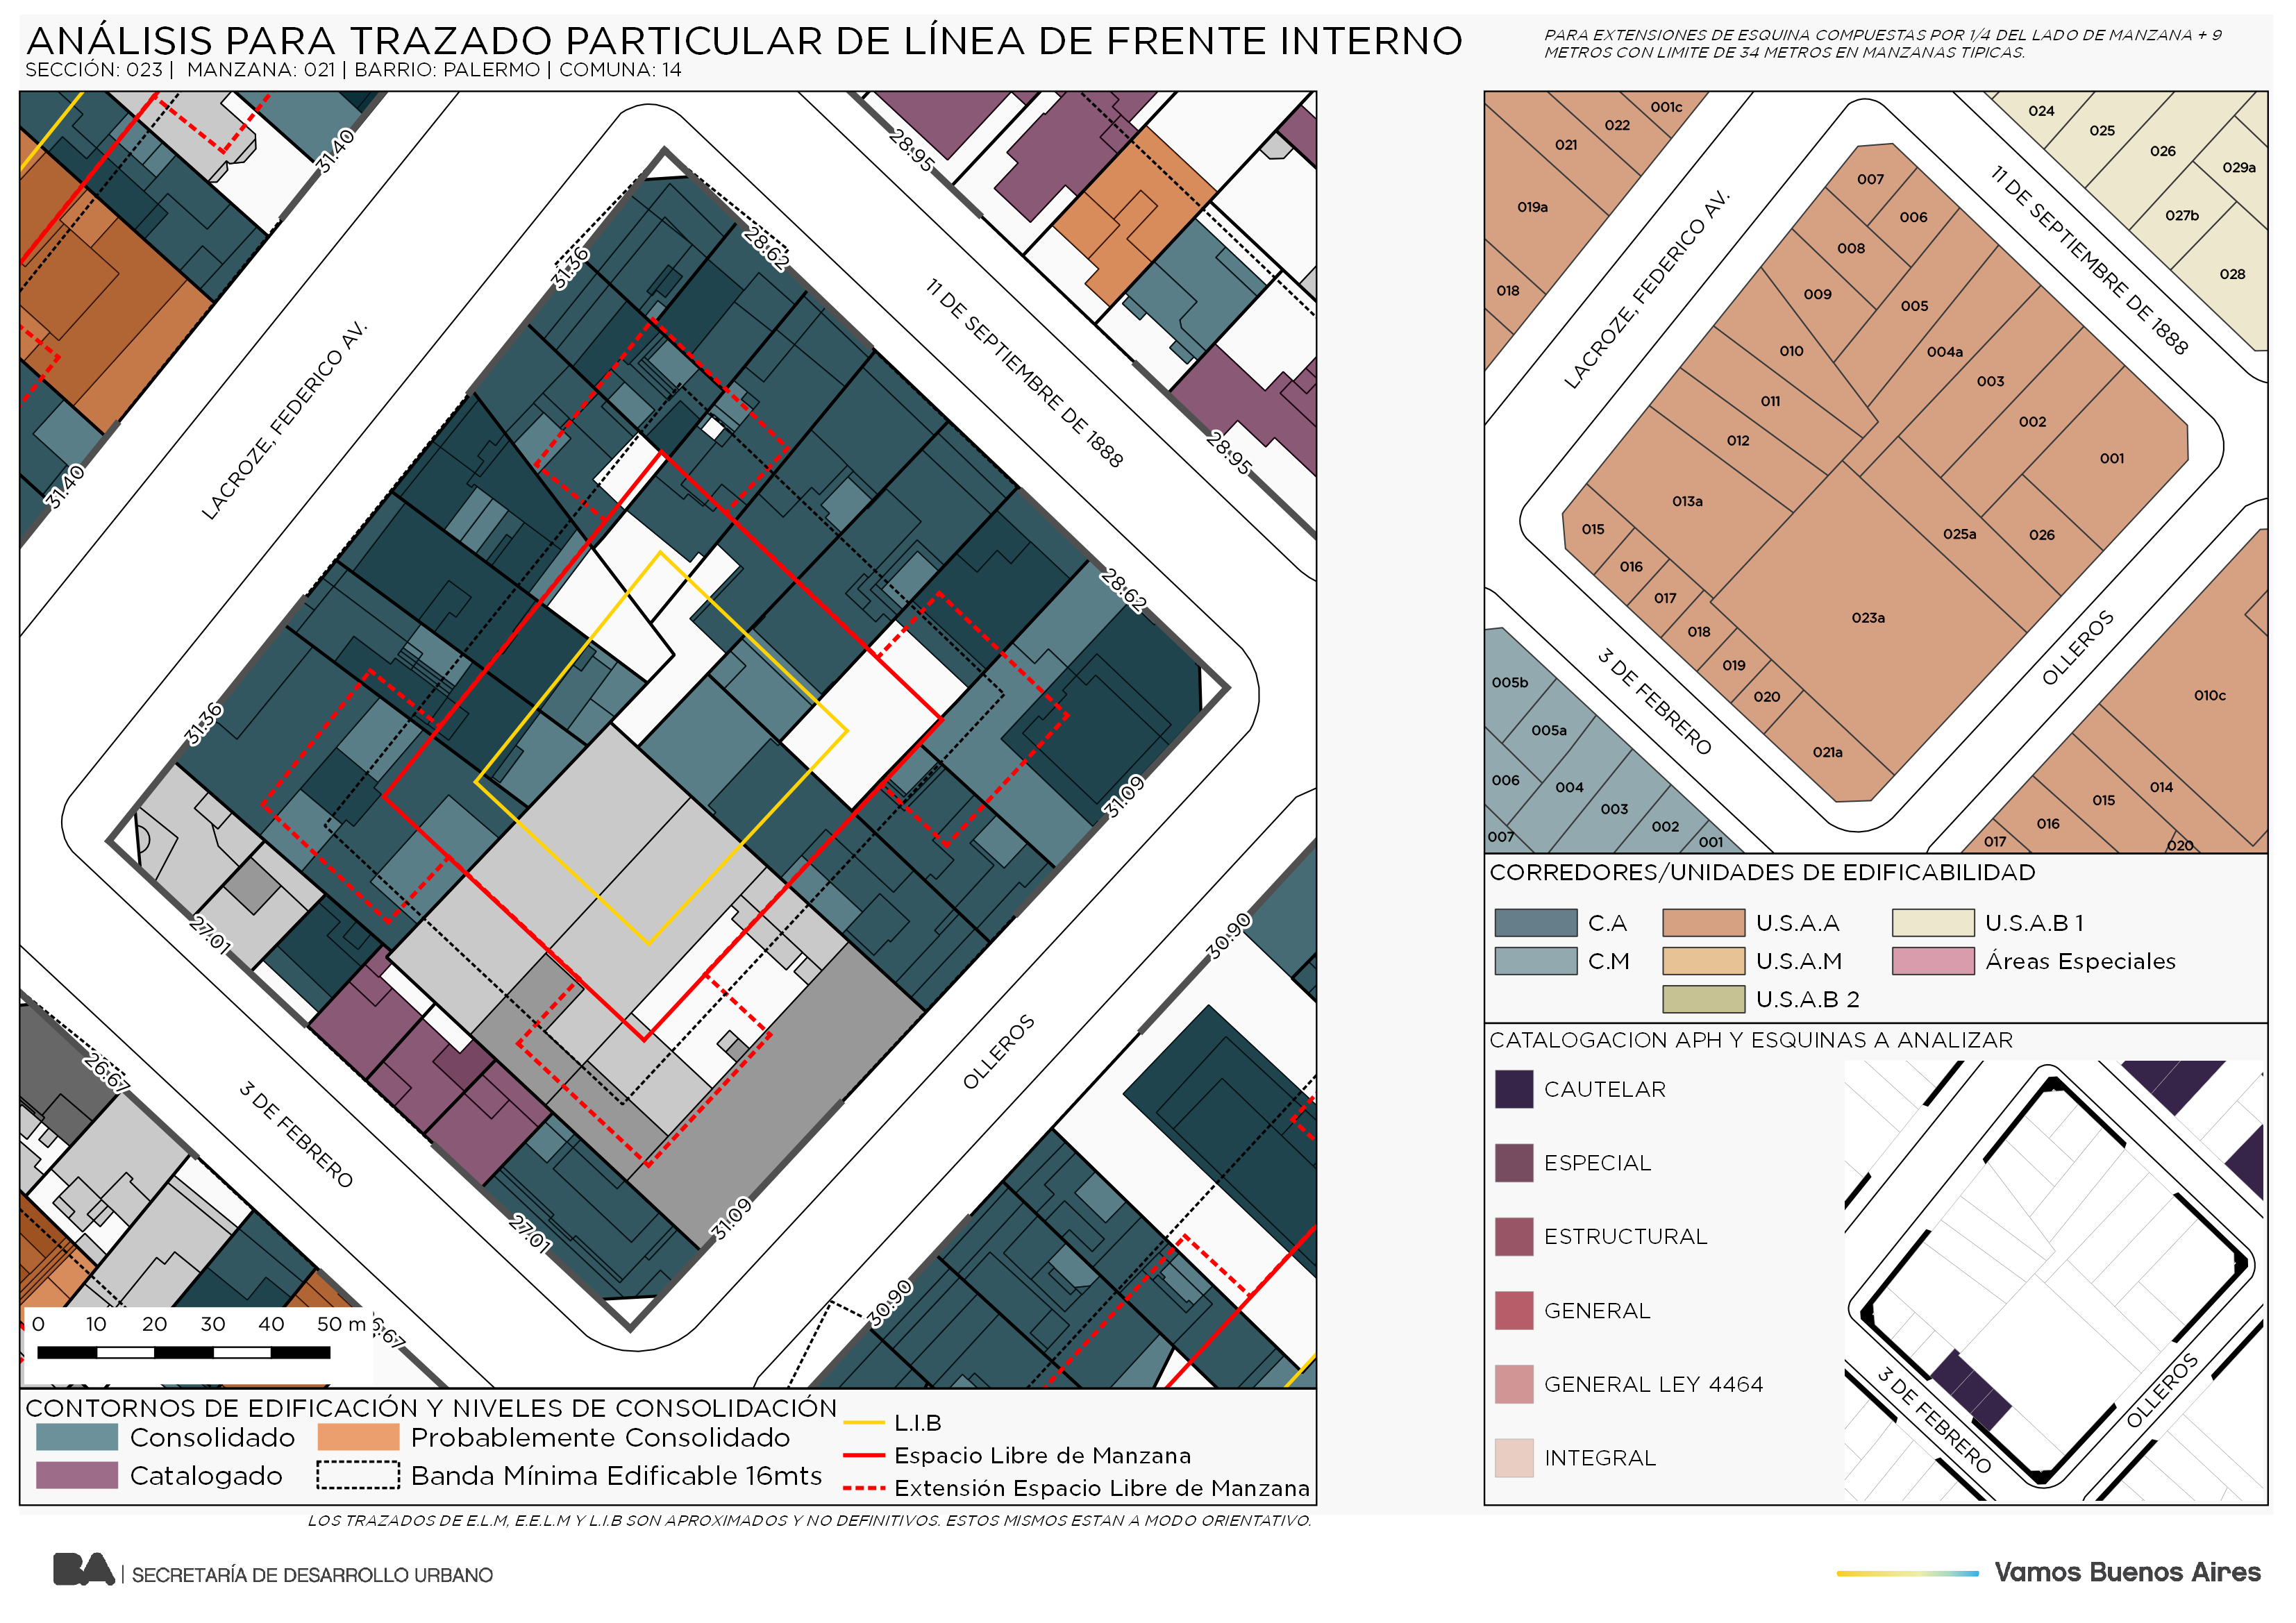 ANÁLISIS PARA TRAZADO PARTICULAR DE LÍNEA DE FRENTE INTERNO
SECCIÓN: 023 | MANZANA: 021 | BARRIO: PALERMO | COMUNA: 14
PARA EXTENSIONES DE ESQUINA COMPUESTAS POR 1/4 DEL LADO DE MANZANA + 9
METROS CON LIMITE DE 34 METROS EN MANZANAS TIPICAS.
31.40
28.95
31.36
28.62
LACROZE, FEDERICO AV.
11 DE SEPTIEMBRE DE 1888
31.40
28.95
28.62
31.36
31.09
27.01
30.90
26.67
3 DE FEBRERO
OLLEROS
27.01
31.09
30.90
0 10 20 30 40 50 m
6.67
CONTORNOS DE EDIFICACIÓN Y NIVELES DE CONSOLIDACIÓN
Consolidado
Probablemente Consolidado
Catalogado
Banda Mínima Edificable 16mts
L.I.B
Espacio Libre de Manzana
Extensión Espacio Libre de Manzana
LOS TRAZADOS DE E.L.M, E.E.L.M Y L.I.B SON APROXIMADOS Y NO DEFINITIVOS. ESTOS MISMOS ESTAN A MODO ORIENTATIVO.
001c
022
021
019a
018
024
025
026
029a
027b
028
LACROZE, FEDERICO AV.
11 DE SEPTIEMBRE DE 1888
007
006
008
009
005
010
004a
003
011
002
012
001
013a
015
025a
026
016
017
023a
018
019
020
021a
3 DE FEBRERO
OLLEROS
005b
005a
006
004
003
007
002
001
010c
014
015
016
017
020
CORREDORES/UNIDADES DE EDIFICABILIDAD
C.A
U.S.A.A
U.S.A.B 1
C.M
U.S.A.M
Áreas Especiales
U.S.A.B 2
CATALOGACION APH Y ESQUINAS A ANALIZAR
CAUTELAR
ESPECIAL
ESTRUCTURAL
GENERAL
GENERAL LEY 4464
INTEGRAL
3 DE FEBRERO
OLLEROS
BA | SECRETARÍA DE DESARROLLO URBANO
Vamos Buenos Aires